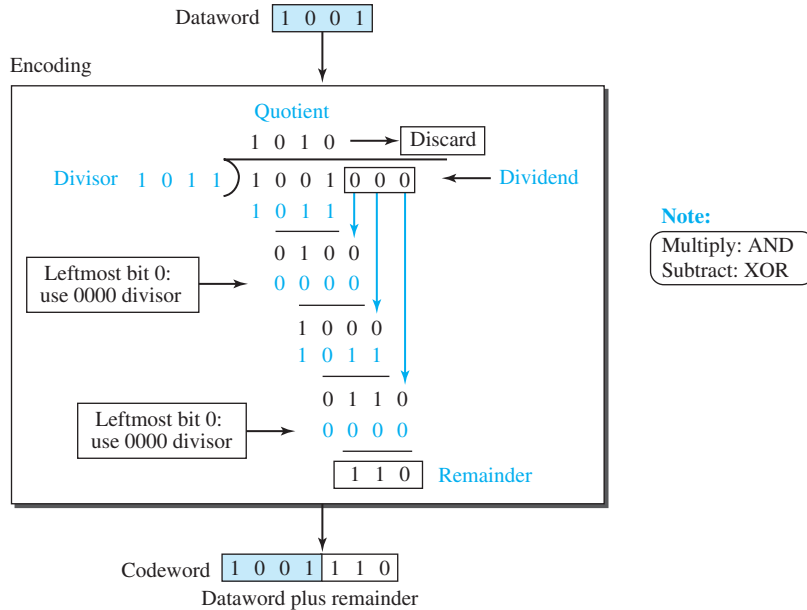 Dataword 1 0 0 1
Encoding
Quotient
1 0 1 0 Discard
Divisor 1 0 1 1 1 0 0 1 0 0 0 Dividend
1 0 1 1
0 1 0 0
Leftmost bit 0:
use 0000 divisor
0 0 0 0
1 0 0 0
1 0 1 1
0 1 1 0
Leftmost bit 0:
use 0000 divisor
0 0 0 0
1 1 0 Remainder
Note:
Multiply: AND
Subtract: XOR
Codeword 1 0 0 1 1 1 0
Dataword plus remainder